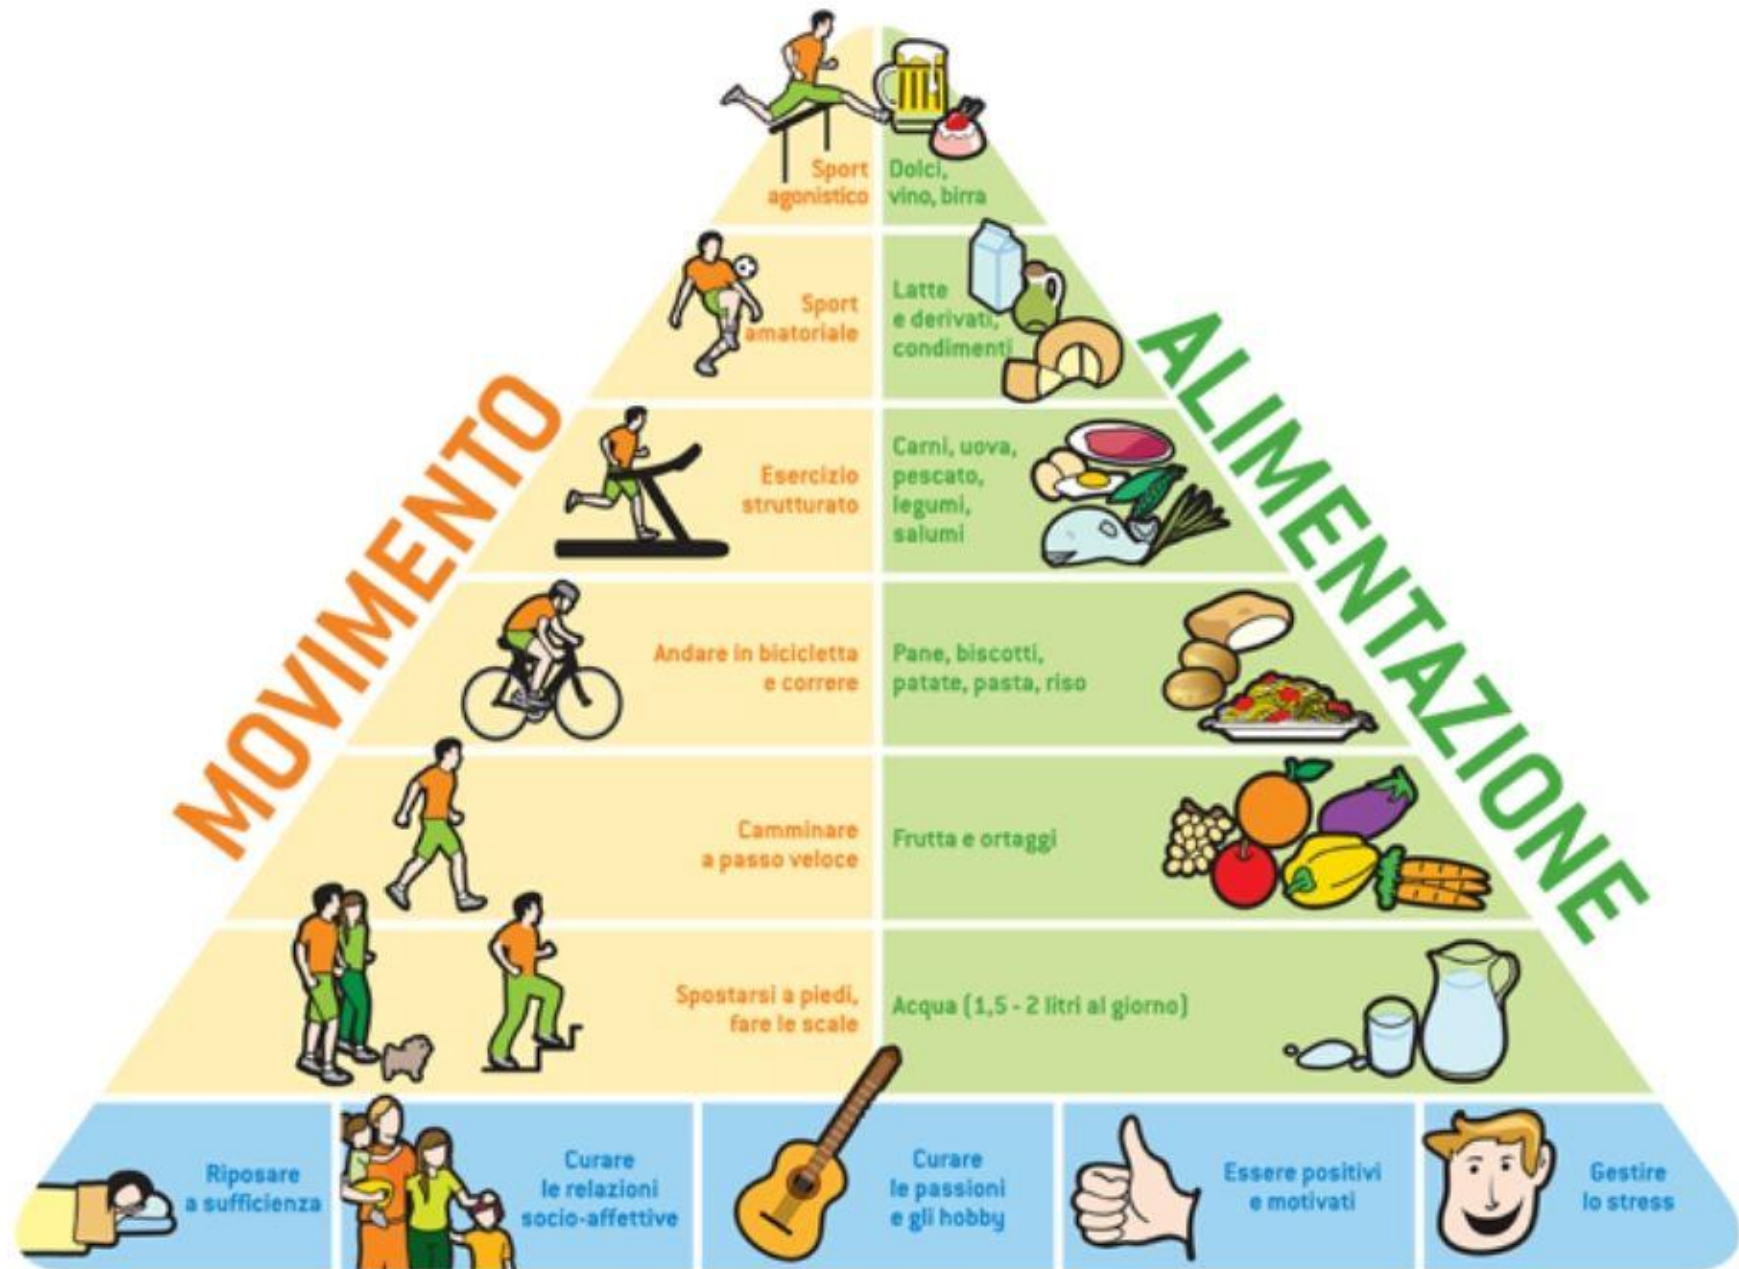 MOVIMENTO
ALIMENTAZIONE
Sport
agonistico
Dolci,
vino, birra
Sport
amatoriale
Latte
e derivati,
condimenti
Esercizio
strutturato
Carni, uova,
pescato,
legumi,
salumi
Andare in bicicletta
e correre
Pane, biscotti,
patate, pasta, riso
Camminare
a passo veloce
Frutta e ortaggi
Spostarsi a piedi,
fare le scale
Acqua (1,5 - 2 litri al giorno)
Riposare
a sufficienza
Curare
le relazioni
socio-affettive
Curare
le passioni
e gli hobby
Essere positivi
e motivati
Gestire
lo stress